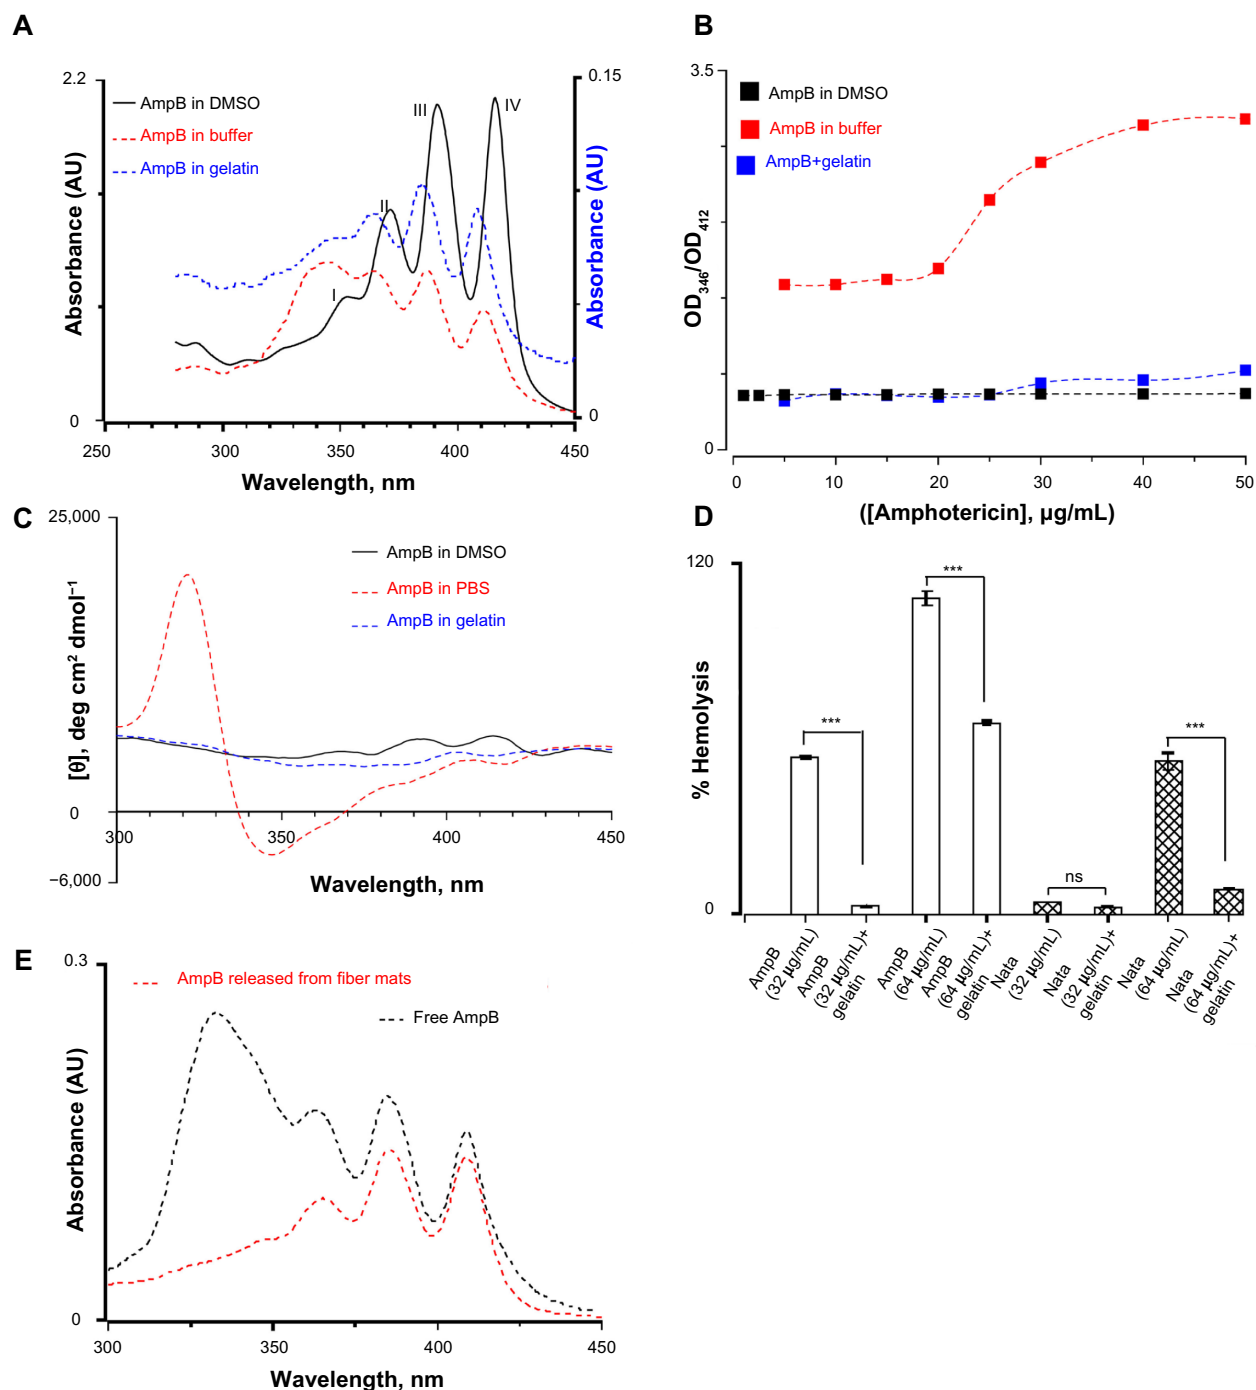 A
2.2
0.15
AmpB in DMSO
AmpB in buffer
AmpB in gelatin
I
II
III
IV
Absorbance (AU)
Absorbance (AU)
0
0
250
300
350
400
450
Wavelength, nm
B
3.5
AmpB in DMSO
AmpB in buffer
AmpB+gelatin
OD346/OD412
0
0
10
20
30
40
50
([Amphotericin], µg/mL)
C
25,000
AmpB in DMSO
AmpB in PBS
AmpB in gelatin
[θ], deg cm² dmol⁻¹
0
300
350
400
450
−6,000
Wavelength, nm
D
120
% Hemolysis
0
***
***
ns
***
AmpB
(32 µg/mL)
AmpB
(32 µg/mL)+
gelatin
AmpB
(64 µg/mL)
AmpB
(64 µg/mL)+
gelatin
Nata
(32 µg/mL)
Nata
(32 µg/mL)+
gelatin
Nata
(64 µg/mL)
Nata
(64 µg/mL)+
gelatin
E
0.3
AmpB released from fiber mats
Free AmpB
Absorbance (AU)
0
300
350
400
450
Wavelength, nm